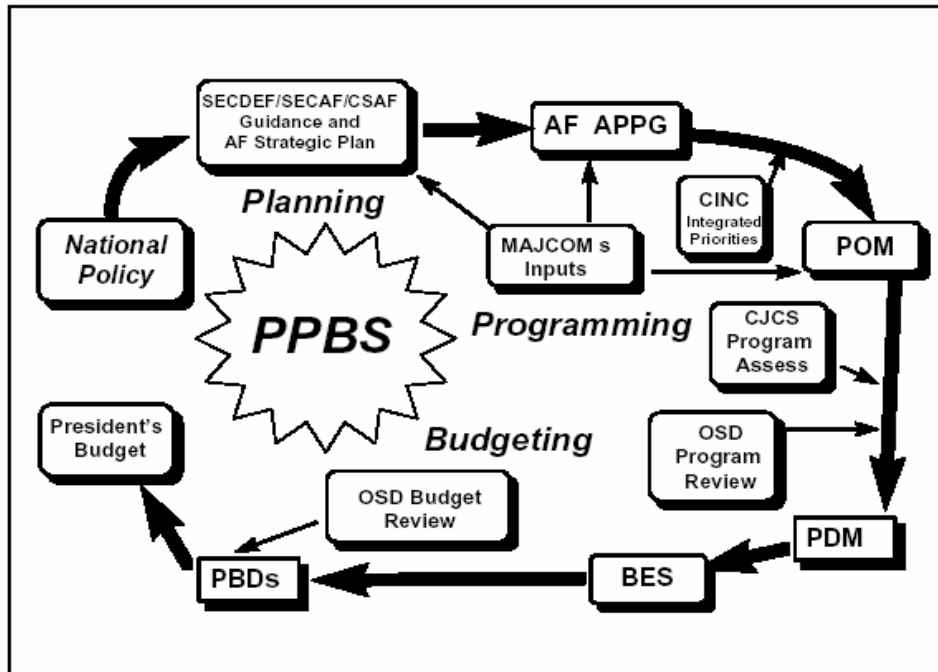 SECDEF/SECAF/CSAF
Guidance and
AF Strategic Plan
AF APPG
Planning
CINC
Integrated
Priorities
National
Policy
MAJCOM s
Inputs
POM
PPBS
Programming
CJCS
Program
Assess
President's
Budget
Budgeting
OSD
Program
Review
OSD Budget
Review
PDM
PBDs
BES